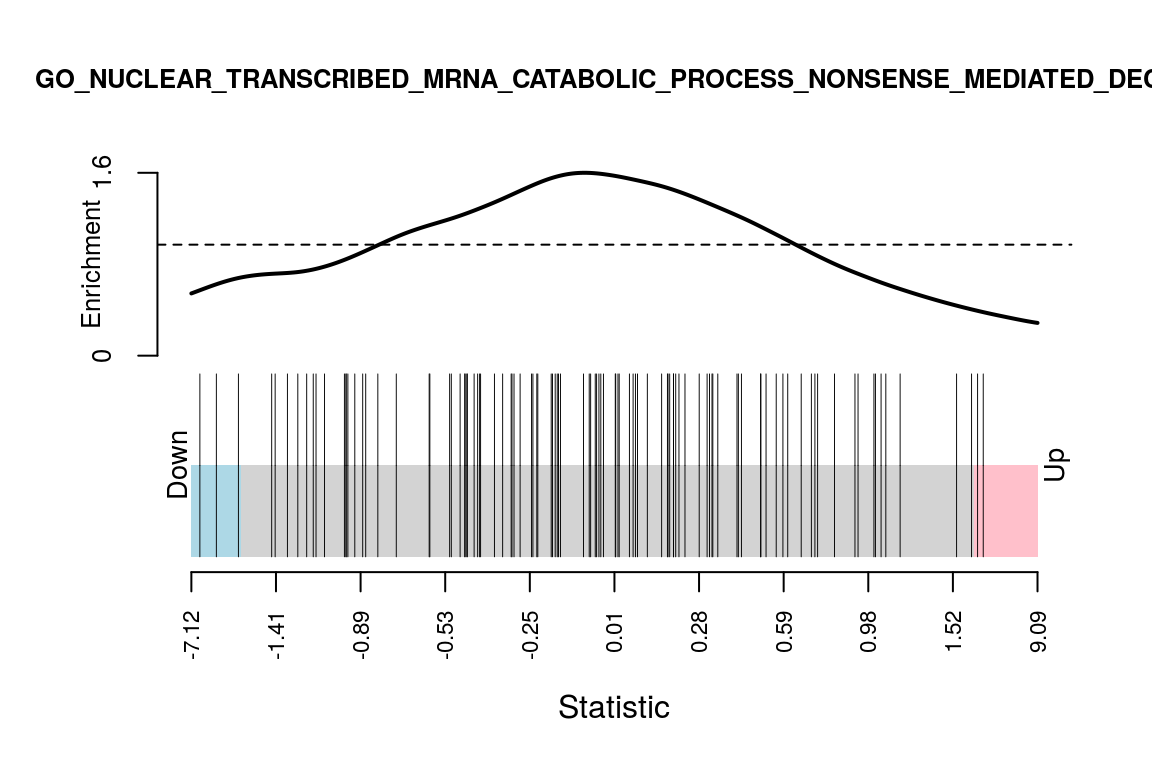 GO_NUCLEAR_TRANSCRIBED_MRNA_CATABOLIC_PROCESS_NONSENSE_MEDIATED_DEC
Enrichment
1.6
0
Down
Up
-7.12 -1.41 -0.89 -0.53 -0.25 0.01 0.28 0.59 0.98 1.52 9.09
Statistic